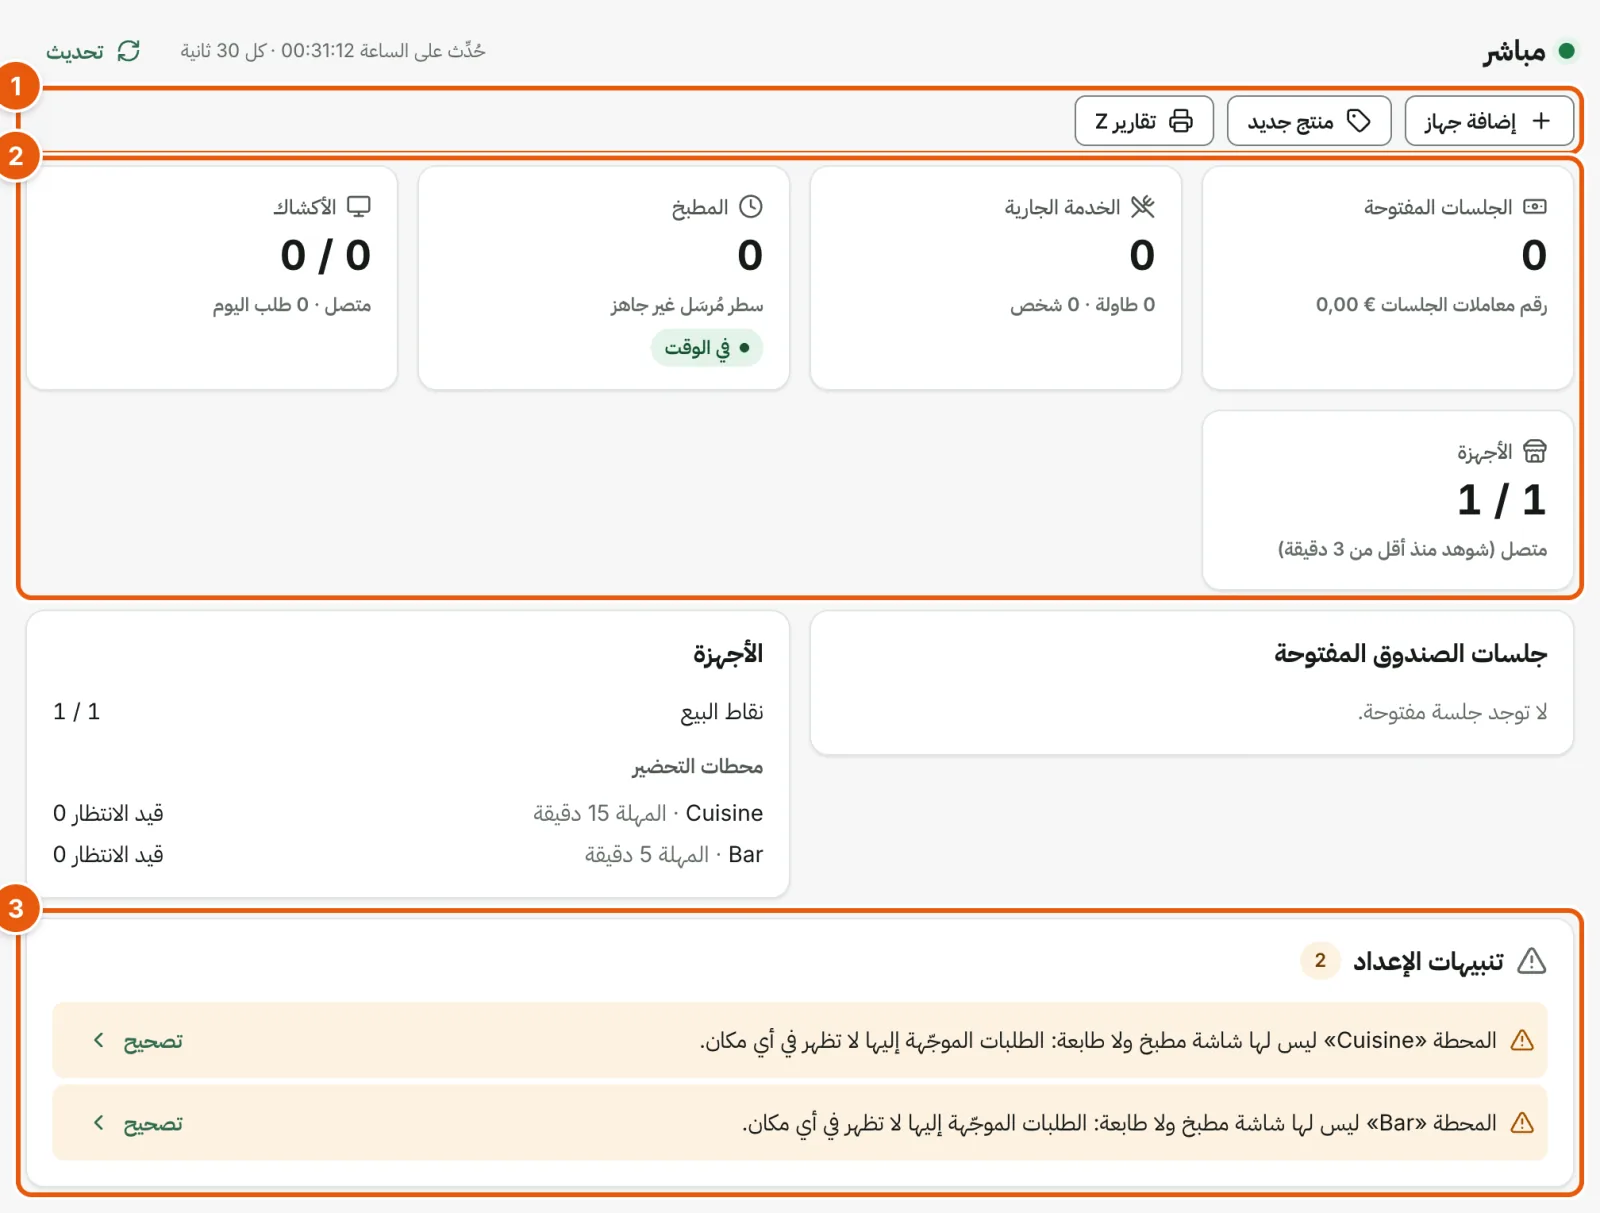 مباشر
حُدِّث على الساعة 00:31:12 · كل 30 ثانية
تحديث
1
إضافة جهاز
منتج جديد
تقارير Z
2
الجلسات المفتوحة
0
رقم معاملات الجلسات € 0,00
الخدمة الجارية
0
0 طاولة · 0 شخص
المطبخ
0
سطر مُرسَل غير جاهز
في الوقت
الأكشاك
0 / 0
متصل · 0 طلب اليوم
الأجهزة
1 / 1
متصل (شوهد منذ أقل من 3 دقيقة)
جلسات الصندوق المفتوحة
لا توجد جلسة مفتوحة.
الأجهزة
نقاط البيع
1 / 1
محطات التحضير
Cuisine · المهلة 15 دقيقة
قيد الانتظار 0
Bar · المهلة 5 دقيقة
قيد الانتظار 0
3
تنبيهات الإعداد 2
المحطة «Cuisine» ليس لها شاشة مطبخ ولا طابعة: الطلبات الموجّهة إليها لا تظهر في أي مكان.
تصحيح
المحطة «Bar» ليس لها شاشة مطبخ ولا طابعة: الطلبات الموجّهة إليها لا تظهر في أي مكان.
تصحيح